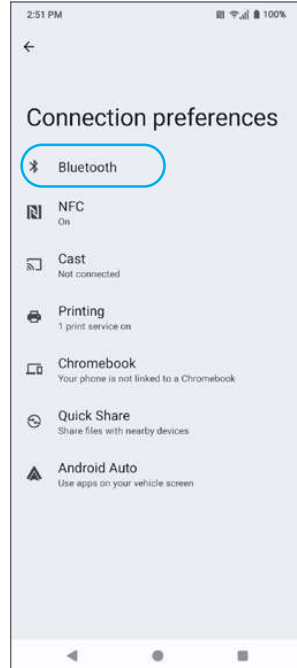 2:51 PM 100%
Connection preferences
Bluetooth
NFC
On
Cast
Not connected
Printing
1 print service on
Chromebook
Your phone is not linked to a Chromebook
Quick Share
Share files with nearby devices
Android Auto
Use apps on your vehicle screen